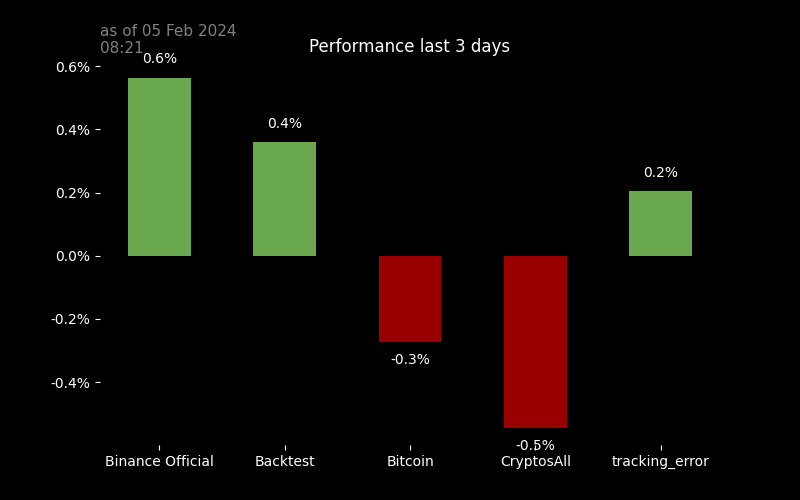 as of 05 Feb 2024
08:21
Performance last 3 days
0.6%
0.4%
0.2%
0.0%
-0.2%
-0.4%
0.6%
0.4%
-0.3%
-0.5%
0.2%
Binance Official
Backtest
Bitcoin
CryptosAll
tracking_error